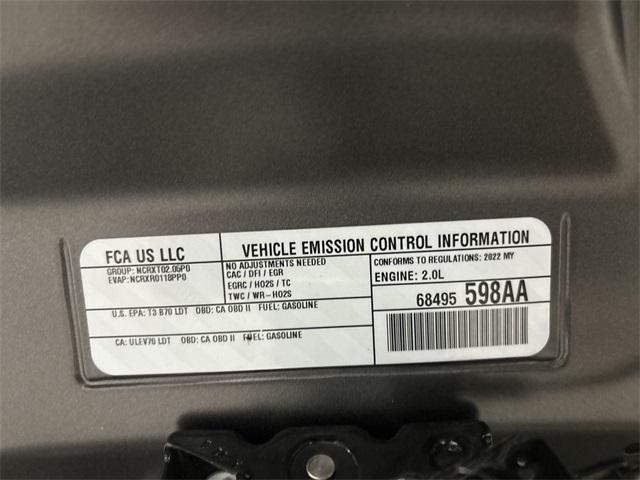 FCA US LLC
GROUP: NCRXT02.05P0
EVAP: NCRXR0118PP0
VEHICLE EMISSION CONTROL INFORMATION
NO ADJUSTMENTS NEEDED
CAC / DFI / EGR
EGRC / HO2S / TC
TWC / WR-HO2S
CONFORMS TO REGULATIONS: 2022 MY
ENGINE: 2.0L
68495 598AA
U.S. EPA: T3 B70 LDT OBD: CA OBD II FUEL: GASOLINE
CA: ULEV70 LDT OBD: CA OBD II FUEL: GASOLINE